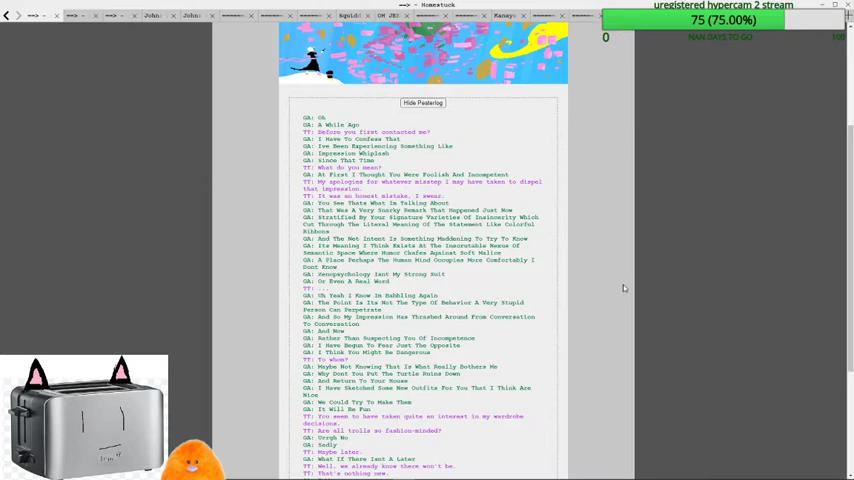 ==> - Homestuck
uregistered hypercam 2 stream
John:
John:
Squidd
OH JE
Kanay
75 (75.00%)
0
NAN DAYS TO GO
100
Hide Pesterlog
GA: Oh
GA: A While Ago
TT: Before you first contacted me?
GA: I Have To Confess That
GA: Ive Been Experiencing Something Like
GA: Impression Whiplash
GA: Since That Time
TT: What do you mean?
GA: At First I Thought You Were Foolish And Incompetent
TT: My apologies for whatever misstep I may have taken to dispel
that impression.
TT: It was an honest mistake, I swear.
GA: You See Thats What Im Talking About
GA: That Was A Very Snarky Remark That Happened Just Now
GA: Stratified By Your Signature Varieties Of Insincerity Which
Cut Through The Literal Meaning Of The Statement Like Colorful
Ribbons
GA: And The Net Intent Is Something Maddening To Try To Know
GA: Its Meaning I Think Exists At The Inscrutable Nexus Of
Semantic Space Where Humor Chafes Against Soft Malice
GA: A Place Perhaps The Human Mind Occupies More Comfortably I
Dont Know
GA: Xenopsychology Isnt My Strong Suit
GA: Or Even A Real Word
TT: ...
GA: Uh Yeah I Know Im Babbling Again
GA: The Point Is Its Not The Type Of Behavior A Very Stupid
Person Can Perpetrate
GA: And So My Impression Has Thrashed Around From Conversation
To Conversation
GA: And Now
GA: Rather Than Suspecting You Of Incompetence
GA: I Have Begun To Fear Just The Opposite
GA: I Think You Might Be Dangerous
TT: To whom?
GA: Maybe Not Knowing That Is What Really Bothers Me
GA: Why Dont You Put The Turtle Ruins Down
GA: And Return To Your House
GA: I Have Sketched Some New Outfits For You That I Think Are
Nice
GA: We Could Try To Make Them
GA: It Will Be Fun
TT: You seem to have taken quite an interest in my wardrobe
decisions.
TT: Are all trolls so fashion-minded?
GA: Urrgh No
GA: Sadly
TT: Maybe later.
GA: What If There Isnt A Later
TT: Well, we already know there won't be.
TT: That's nothing new.